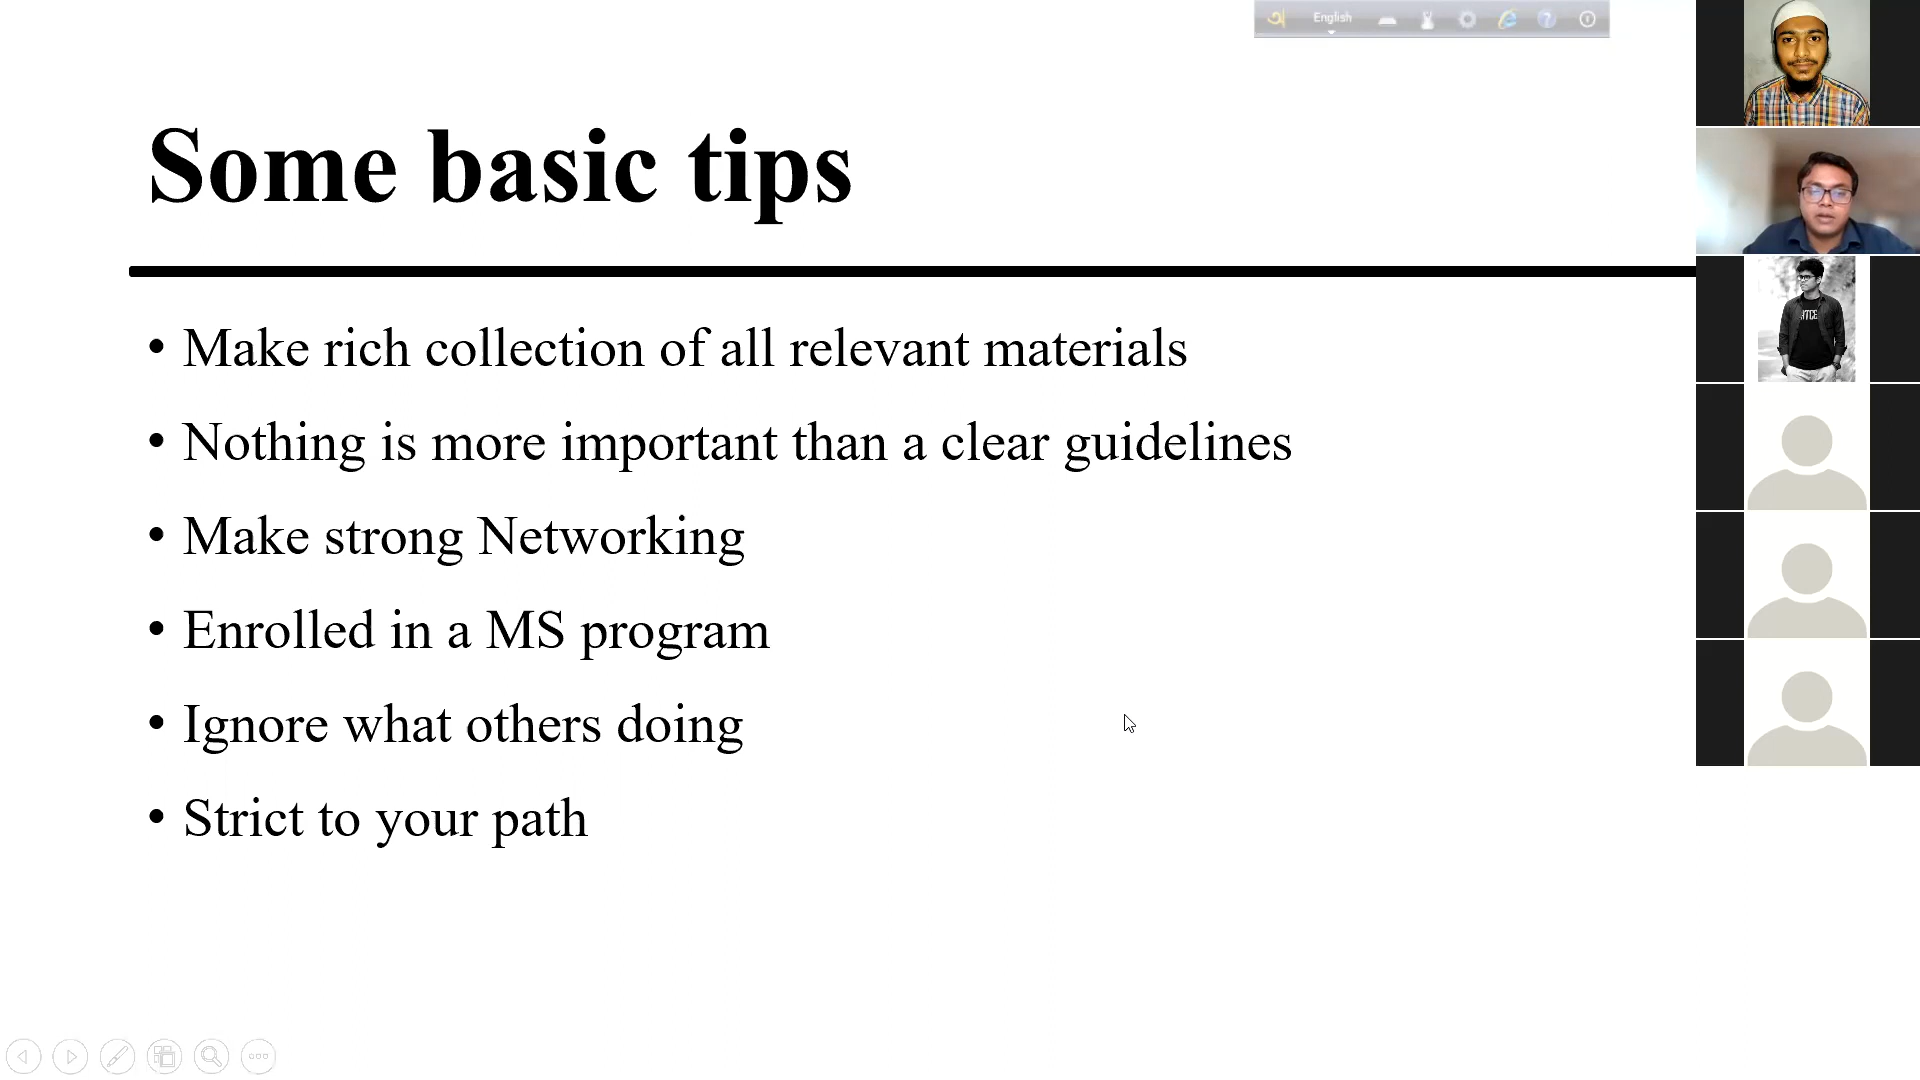 English
Some basic tips
• Make rich collection of all relevant materials
• Nothing is more important than a clear guidelines
• Make strong Networking
• Enrolled in a MS program
• Ignore what others doing
• Strict to your path